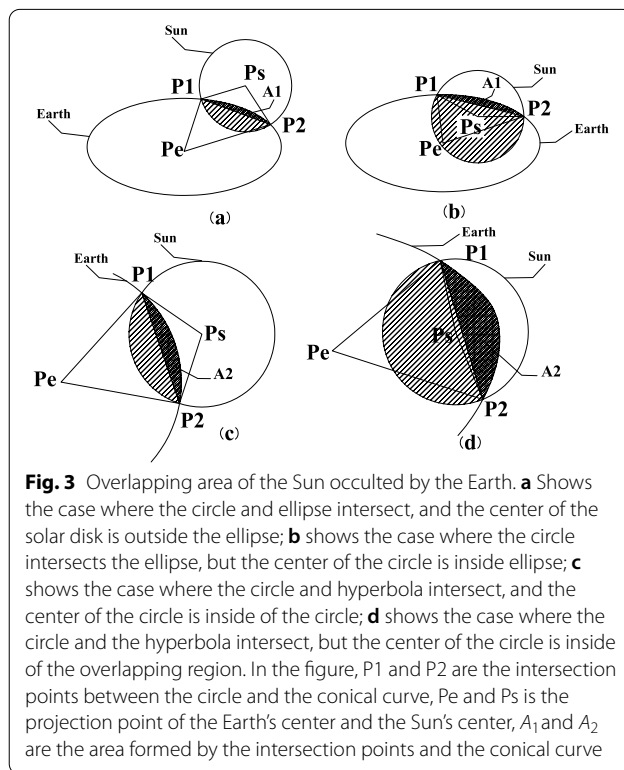 Sun
Ps
A1
P1
Earth
P2
Pe
(a)
P1
A1
Sun
P2
Ps
Earth
Pe
(b)
Sun
Earth
P1
Ps
Pe
A2
P2
(c)
Earth
P1
Sun
Ps
Pe
A2
P2
(d)
Fig. 3 Overlapping area of the Sun occulted by the Earth. a Shows
the case where the circle and ellipse intersect, and the center of the
solar disk is outside the ellipse; b shows the case where the circle
intersects the ellipse, but the center of the circle is inside ellipse; c
shows the case where the circle and hyperbola intersect, and the
center of the circle is inside of the circle; d shows the case where the
circle and the hyperbola intersect, but the center of the circle is inside
of the overlapping region. In the figure, P1 and P2 are the intersection
points between the circle and the conical curve, Pe and Ps is the
projection point of the Earth's center and the Sun's center, A₁ and A₂
are the area formed by the intersection points and the conical curve